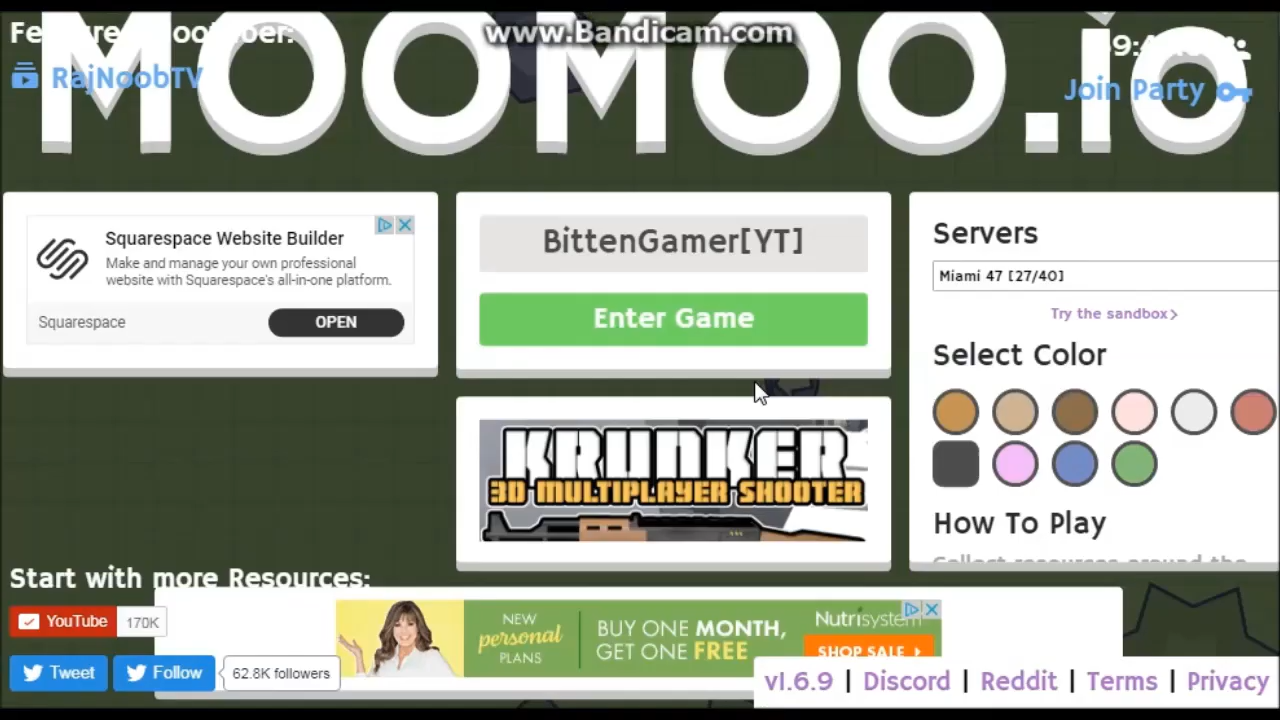 www.Bandicam.com
MOOMOO.io
RajNoobTV
Join Party
Squarespace Website Builder
Make and manage your own professional
website with Squarespace's all-in-one platform.
Squarespace
OPEN
BittenGamer[YT]
Enter Game
KRUNKER
3D MULTIPLAYER SHOOTER
Servers
Miami 47 [27/40]
Try the sandbox
Select Color
How To Play
Collect resources around the
Start with more Resources:
YouTube
170K
Tweet
Follow
62.8K followers
NEW
personal
PLANS
BUY ONE MONTH,
GET ONE FREE
Nutrisystem
SHOP SALE
v1.6.9 | Discord | Reddit | Terms | Privacy